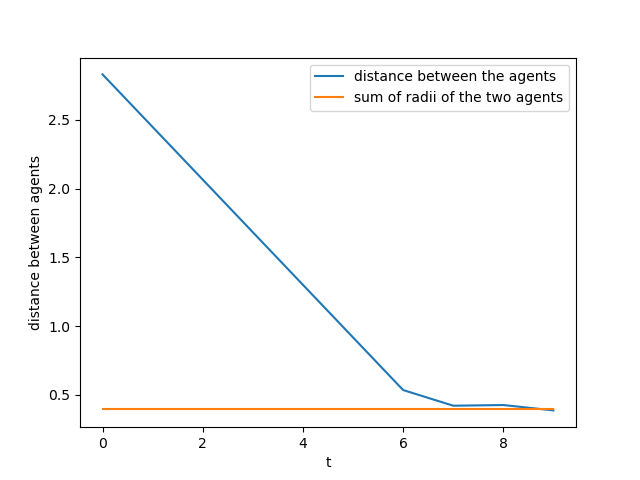 distance between the agents
sum of radii of the two agents
distance between agents
2.5
2.0
1.5
1.0
0.5
0 2 4 6 8
t